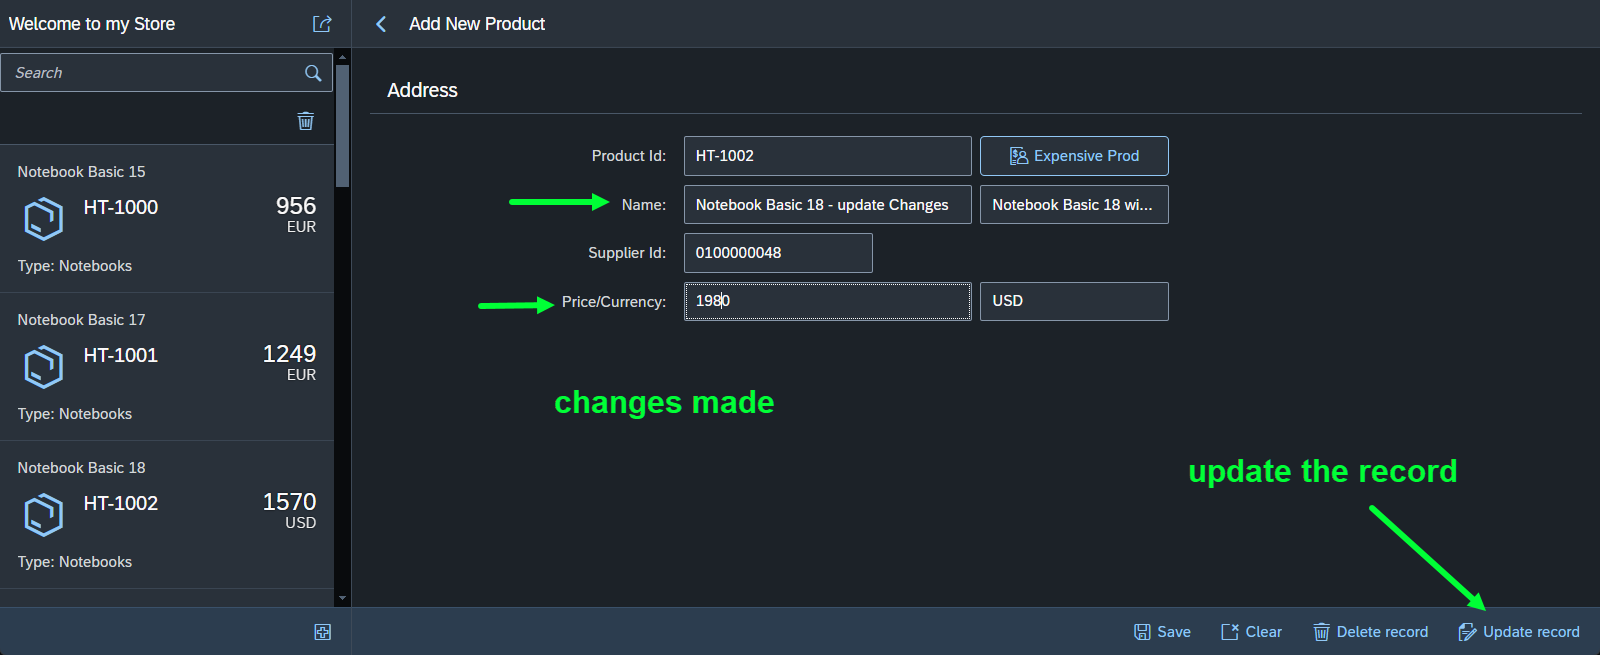 Welcome to my Store
Add New Product
Search
Notebook Basic 15
HT-1000
956
EUR
Type: Notebooks
Notebook Basic 17
HT-1001
1249
EUR
Type: Notebooks
Notebook Basic 18
HT-1002
1570
USD
Type: Notebooks
Address
Product Id: HT-1002 Expensive Prod
Name: Notebook Basic 18 - update Changes Notebook Basic 18 wi...
Supplier Id: 0100000048
Price/Currency: 1980 USD
changes made
update the record
Save Clear Delete record Update record